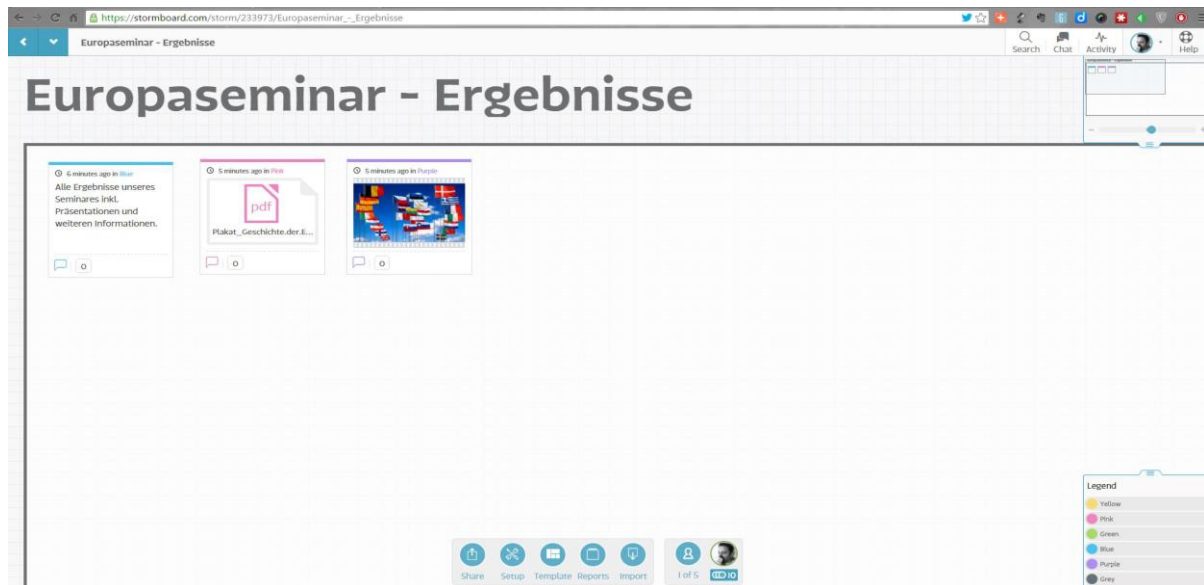 https://stormboard.com/storm/233973/Europaseminar_-_Ergebnisse
Europaseminar - Ergebnisse
Search
Chat
Activity
Help
Europaseminar - Ergebnisse
6 minutes ago in Blue
Alle Ergebnisse unseres
Seminares inkl.
Präsentationen und
weiteren Informationen.
0
5 minutes ago in Pink
pdf
Plakat_Geschichte.der.E...
0
5 minutes ago in Purple
0
Legend
Yellow
Pink
Green
Blue
Purple
Grey
Share
Setup
Template
Reports
Import
1 of 5
10